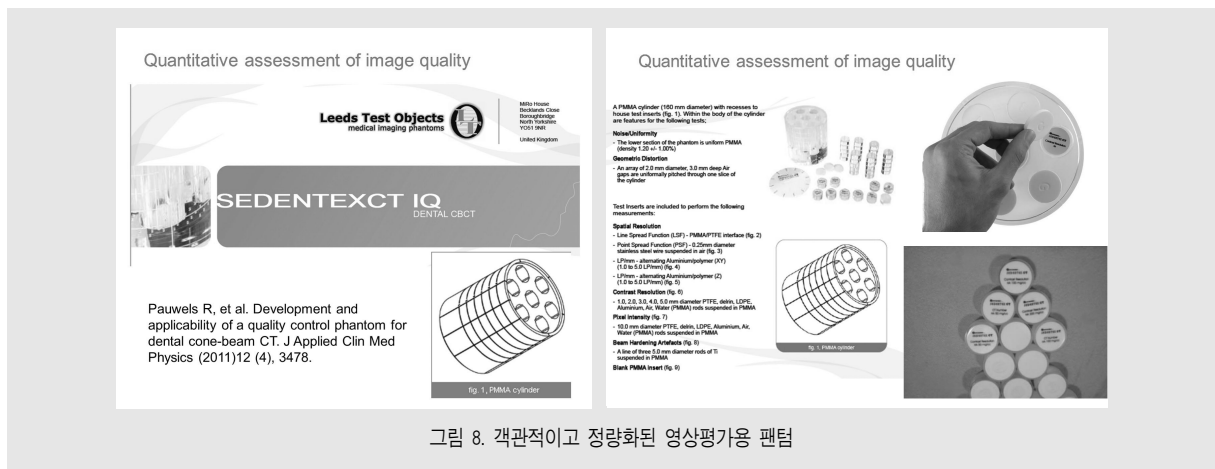 Quantitative assessment of image quality
Leeds Test Objects
medical imaging phantoms
MiRo House
Becklands Close
Boroughbridge
North Yorkshire
YO51 9NR
United Kingdom
SEDENTEXCT IQ
DENTAL CBCT
Pauwels R, et al. Development and
applicability of a quality control phantom for
dental cone-beam CT. J Applied Clin Med
Physics (2011)12 (4), 3478.
fig. 1, PMMA cylinder
Quantitative assessment of image quality
A PMMA cylinder (160 mm diameter) with recesses to
house test inserts (fig. 1). Within the body of the cylinder
are features for the following tests;
Noise/Uniformity
- The lower section of the phantom is uniform PMMA
(density 1.20 +/- 1.00%)
Geometric Distortion
- An array of 2.0 mm diameter, 3.0 mm deep Air
gaps are uniformally pitched through one slice of
the cylinder
Test Inserts are included to perform the following
measurements:
Spatial Resolution
- Line Spread Function (LSF) - PMMA/PTFE interface (fig. 2)
- Point Spread Function (PSF) - 0.25mm diameter
stainless steel wire suspended in air (fig. 3)
- LP/mm - alternating Aluminium/polymer (XY)
(1.0 to 5.0 LP/mm) (fig. 4)
- LP/mm - alternating Aluminium/polymer (Z)
(1.0 to 5.0 LP/mm) (fig. 5)
Contrast Resolution (fig. 6)
- 1.0, 2.0, 3.0, 4.0, 5.0 mm diameter PTFE, delrin, LDPE,
Aluminium, Air, Water (PMMA) rods suspended in PMMA
Pixel intensity (fig. 7)
- 10.0 mm diameter PTFE, delrin, LDPE, Aluminium, Air,
Water (PMMA) rods suspended in PMMA
Beam Hardening Artefacts (fig. 8)
- A line of three 5.0 mm diameter rods of Ti
suspended in PMMA
Blank PMMA insert (fig. 9)
fig. 1, PMMA cylinder
그림 8. 객관적이고 정량화된 영상평가용 팬텀